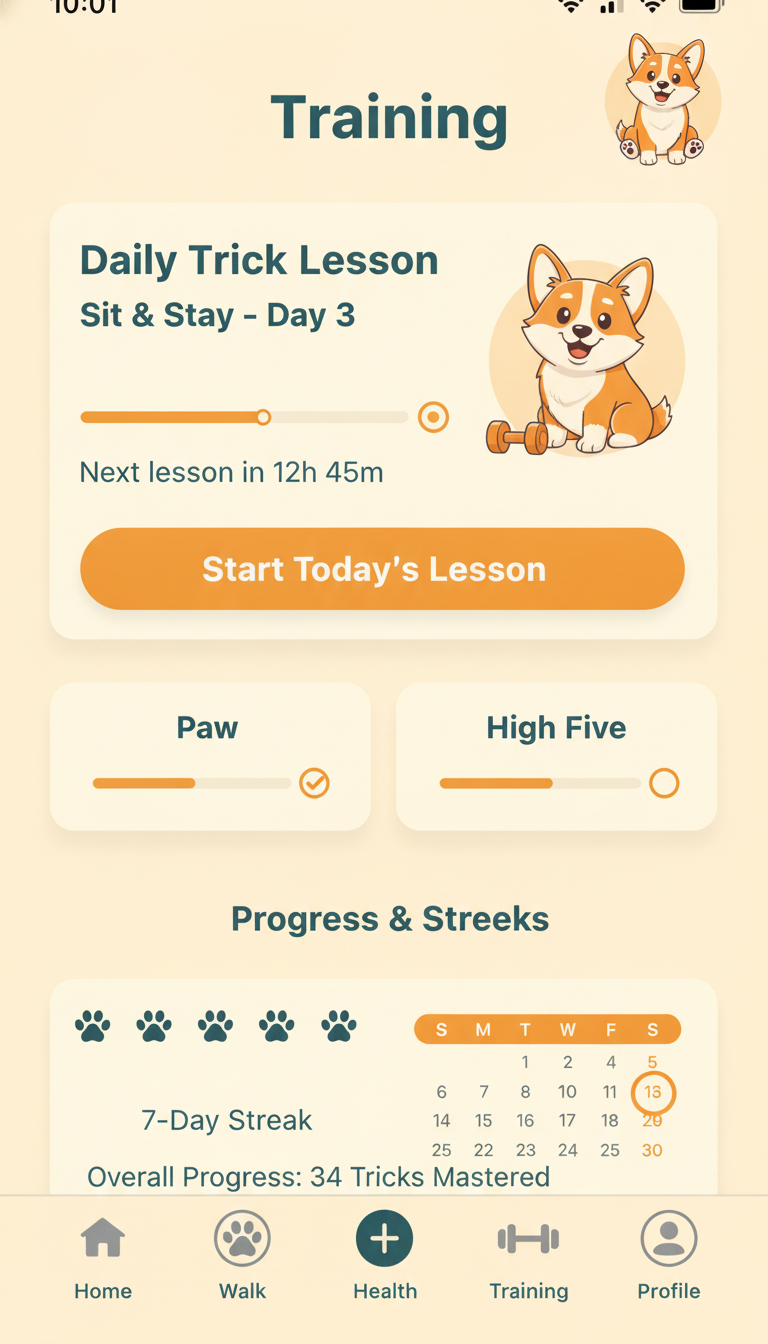 10:01
Training
Daily Trick Lesson
Sit & Stay – Day 3
Next lesson in 12h 45m
Start Today's Lesson
Paw
High Five
Progress & Streeks
S M T W F S
1 2 4 5
6 7 8 10 11
7-Day Streak
14 15 16 17 18
25 22 23 24 25 30
Overall Progress: 34 Tricks Mastered
Home
Walk
Health
Training
Profile